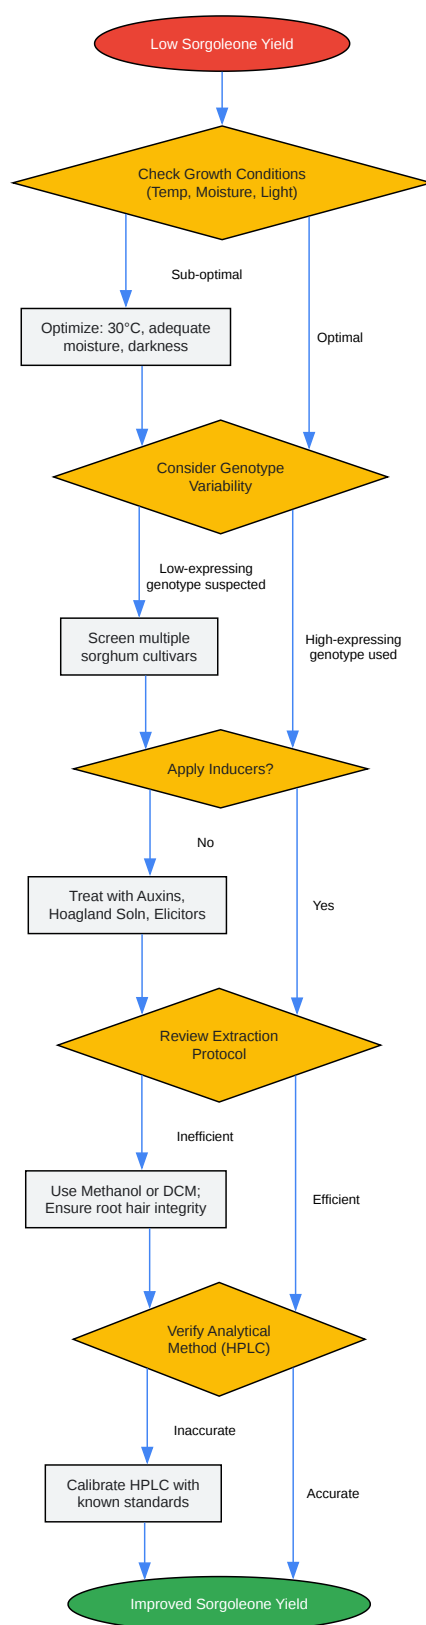 Low Sorgoleone Yield
Check Growth Conditions
(Temp, Moisture, Light)
Sub-optimal
Optimize: 30°C, adequate
moisture, darkness
Optimal
Consider Genotype
Variability
Low-expressing
genotype suspected
Screen multiple
sorghum cultivars
High-expressing
genotype used
Apply Inducers?
No
Treat with Auxins,
Hoagland Soln, Elicitors
Yes
Review Extraction
Protocol
Inefficient
Use Methanol or DCM;
Ensure root hair integrity
Efficient
Verify Analytical
Method (HPLC)
Inaccurate
Calibrate HPLC with
known standards
Accurate
Improved Sorgoleone Yield